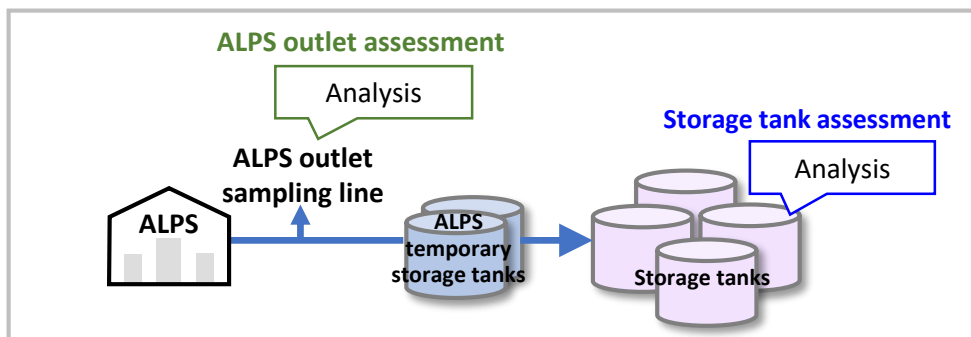 ALPS outlet assessment
Analysis
Storage tank assessment
Analysis
ALPS outlet
sampling line
ALPS
ALPS
temporary
storage tanks
Storage tanks